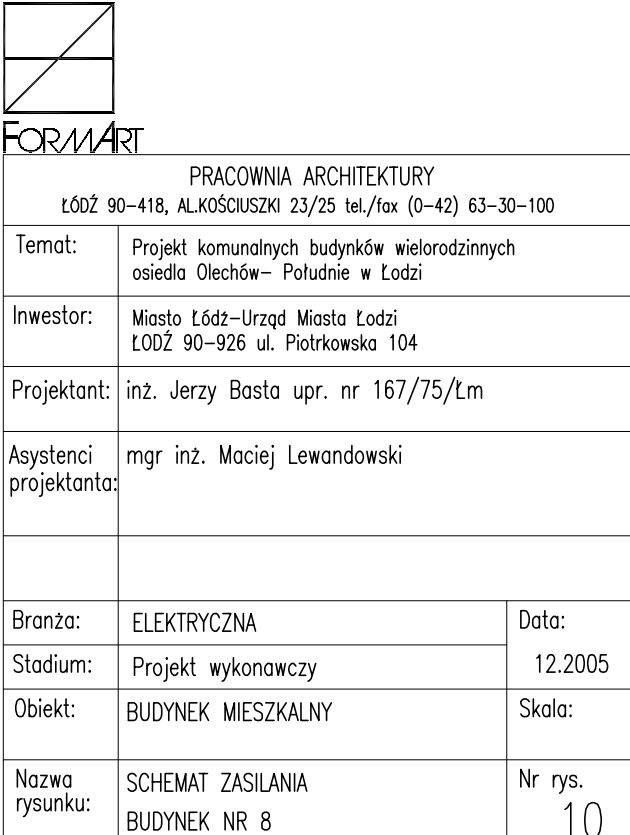 FORMART
PRACOWNIA ARCHITEKTURY
ŁÓDŹ 90-418, AL.KOŚCIUSZKI 23/25 tel./fax (0-42) 63-30-100
Temat:
Projekt komunalnych budynków wielorodzinnych
osiedla Olechów- Południe w Łodzi
Inwestor:
Miasto Łódź-Urząd Miasta Łodzi
ŁODŹ 90-926 ul. Piotrkowska 104
Projektant: inż. Jerzy Basta upr. nr 167/75/Łm
Asystenci
projektanta:
mgr inż. Maciej Lewandowski
Branża: ELEKTRYCZNA
Data:
Stadium: Projekt wykonawczy
12.2005
Obiekt: BUDYNEK MIESZKALNY
Skala:
Nazwa
rysunku:
SCHEMAT ZASILANIA
BUDYNEK NR 8
Nr rys.
10